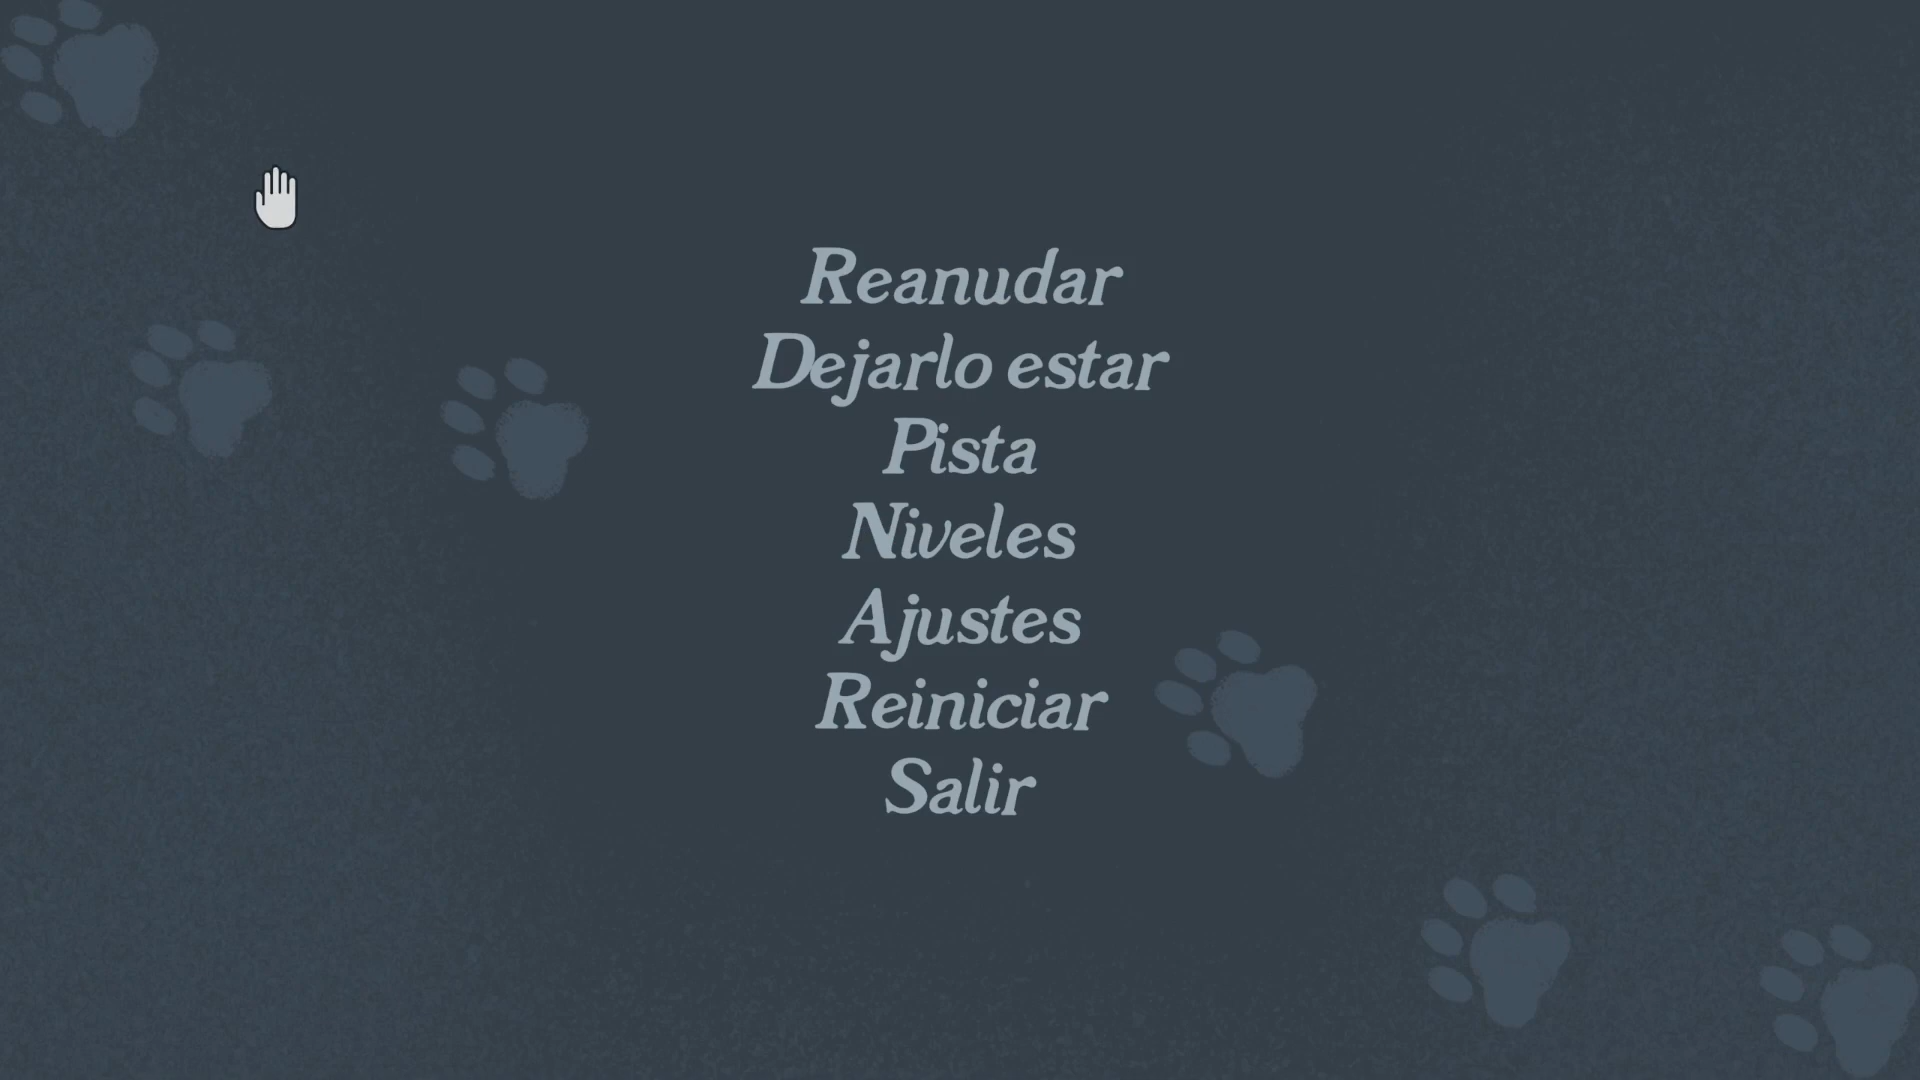 Reanudar
Dejarlo estar
Pista
Niveles
Ajustes
Reiniciar
Salir